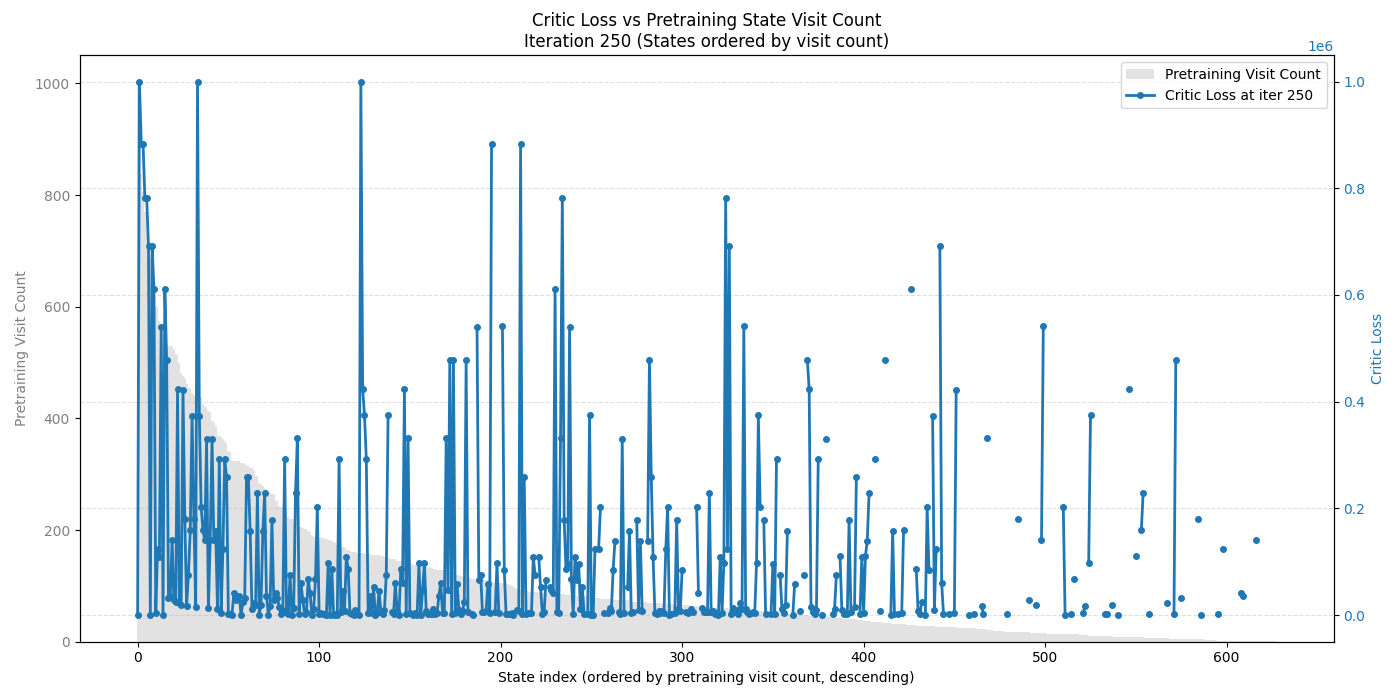 Critic Loss vs Pretraining State Visit Count
Iteration 250 (States ordered by visit count)
1e6
Pretraining Visit Count
Critic Loss at iter 250
1000
800
600
400
200
0
Pretraining Visit Count
1.0
0.8
0.6
0.4
0.2
0.0
Critic Loss
0 100 200 300 400 500 600
State index (ordered by pretraining visit count, descending)